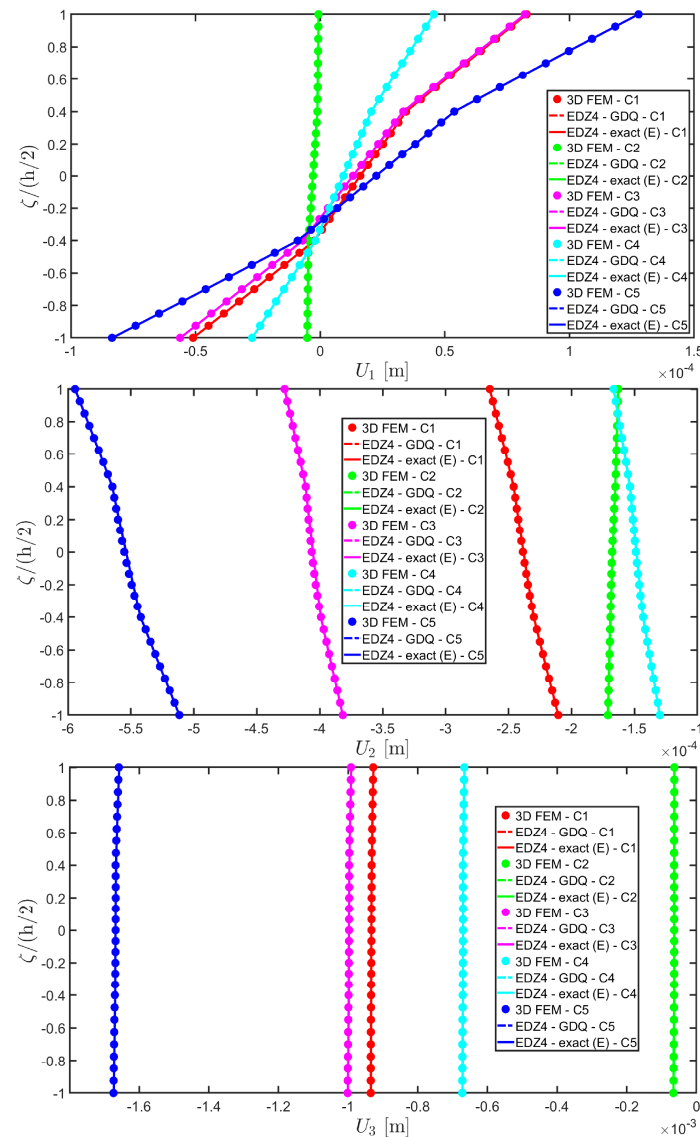 1
0.8
0.6
0.4
0.2
0
-0.2
-0.4
-0.6
-0.8
-1
ζ/(h/2)
3D FEM - C1
EDZ4 - GDQ - C1
EDZ4 - exact (E) - C1
3D FEM - C2
EDZ4 - GDQ - C2
EDZ4 - exact (E) - C2
3D FEM - C3
EDZ4 - GDQ - C3
EDZ4 - exact (E) - C3
3D FEM - C4
EDZ4 - GDQ - C4
EDZ4 - exact (E) - C4
3D FEM - C5
EDZ4 - GDQ - C5
EDZ4 - exact (E) - C5
-1 -0.5 0 0.5 1 1.5
U₁ [m]
×10⁻⁴
1
0.8
0.6
0.4
0.2
0
-0.2
-0.4
-0.6
-0.8
-1
ζ/(h/2)
3D FEM - C1
EDZ4 - GDQ - C1
EDZ4 - exact (E) - C1
3D FEM - C2
EDZ4 - GDQ - C2
EDZ4 - exact (E) - C2
3D FEM - C3
EDZ4 - GDQ - C3
EDZ4 - exact (E) - C3
3D FEM - C4
EDZ4 - GDQ - C4
EDZ4 - exact (E) - C4
3D FEM - C5
EDZ4 - GDQ - C5
EDZ4 - exact (E) - C5
-6 -5.5 -5 -4.5 -4 -3.5 -3 -2.5 -2 -1.5 -1
U₂ [m]
×10⁻⁴
1
0.8
0.6
0.4
0.2
0
-0.2
-0.4
-0.6
-0.8
-1
ζ/(h/2)
3D FEM - C1
EDZ4 - GDQ - C1
EDZ4 - exact (E) - C1
3D FEM - C2
EDZ4 - GDQ - C2
EDZ4 - exact (E) - C2
3D FEM - C3
EDZ4 - GDQ - C3
EDZ4 - exact (E) - C3
3D FEM - C4
EDZ4 - GDQ - C4
EDZ4 - exact (E) - C4
3D FEM - C5
EDZ4 - GDQ - C5
EDZ4 - exact (E) - C5
-1.6 -1.4 -1.2 -1 -0.8 -0.6 -0.4 -0.2 0
U₃ [m]
×10⁻³